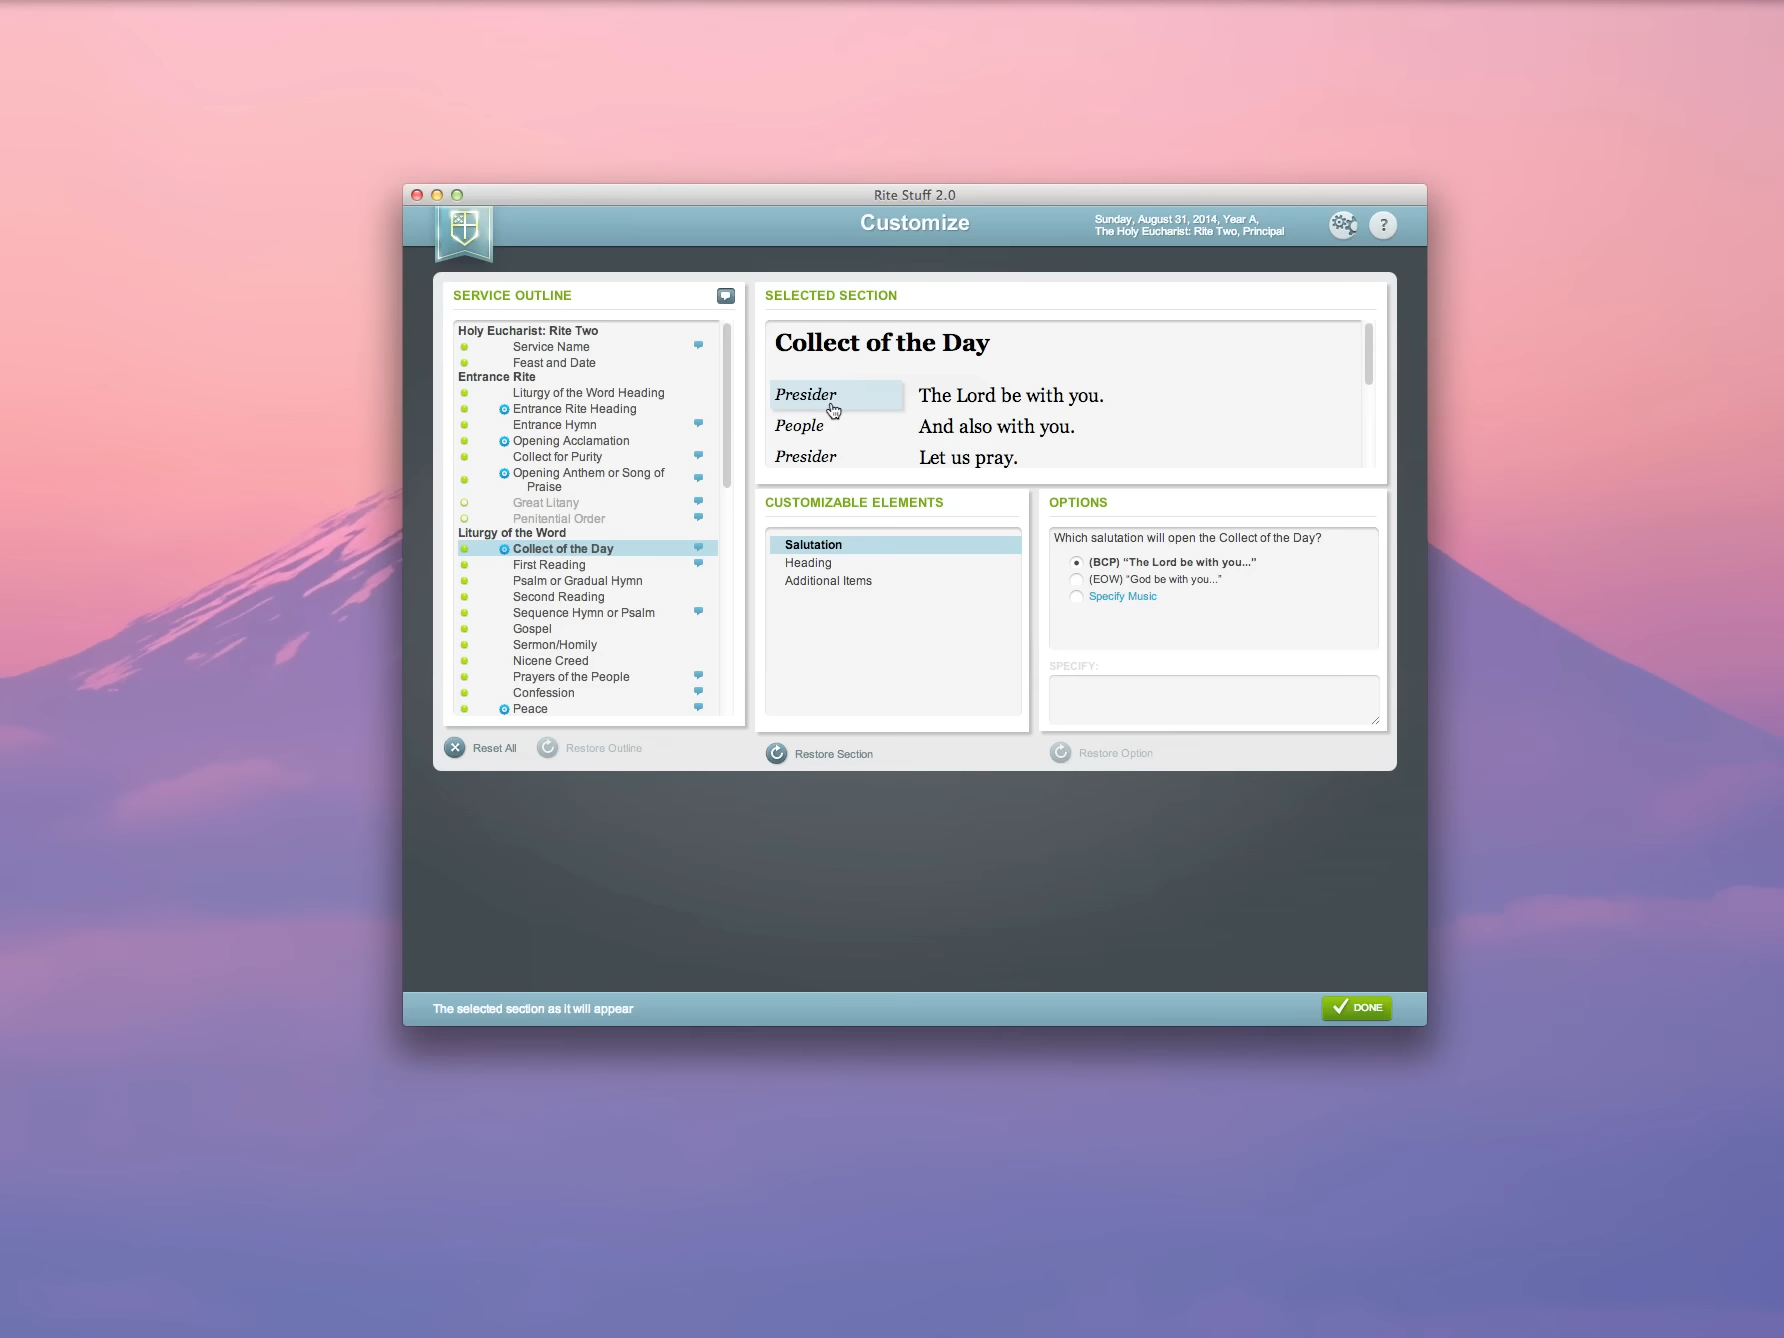 Rite Stuff 2.0
Customize
Sunday, August 31, 2014, Year A,
The Holy Eucharist: Rite Two, Principal
?
SERVICE OUTLINE
Holy Eucharist: Rite Two
Service Name
Feast and Date
Entrance Rite
Liturgy of the Word Heading
Entrance Rite Heading
Entrance Hymn
Opening Acclamation
Collect for Purity
Opening Anthem or Song of
Praise
Great Litany
Penitential Order
Liturgy of the Word
Collect of the Day
First Reading
Psalm or Gradual Hymn
Second Reading
Sequence Hymn or Psalm
Gospel
Sermon/Homily
Nicene Creed
Prayers of the People
Confession
Peace
Reset All
Restore Outline
SELECTED SECTION
Collect of the Day
Presider The Lord be with you.
People And also with you.
Presider Let us pray.
CUSTOMIZABLE ELEMENTS
Salutation
Heading
Additional Items
Restore Section
OPTIONS
Which salutation will open the Collect of the Day?
(BCP) “The Lord be with you...”
(EOW) “God be with you...”
Specify Music
SPECIFY:
Restore Option
The selected section as it will appear
DONE